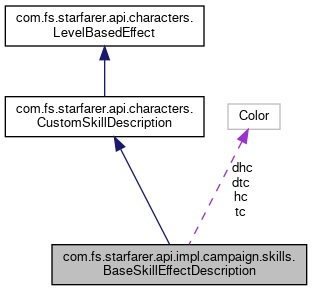 com.fs.starfarer.api.characters.
LevelBasedEffect
com.fs.starfarer.api.characters.
CustomSkillDescription
Color
dhc
dtc
hc
tc
com.fs.starfarer.api.impl.campaign.skills.
BaseSkillEffectDescription